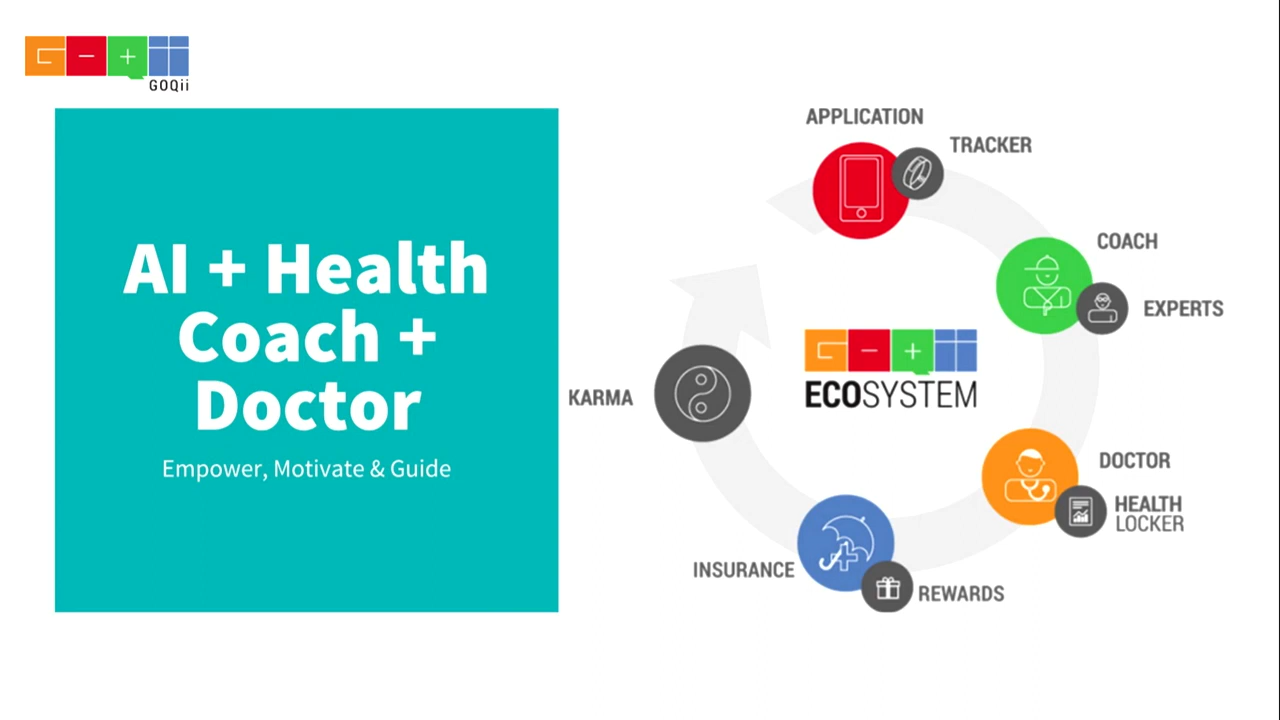 GOQii
AI + Health
Coach +
Doctor
Empower, Motivate & Guide
APPLICATION
TRACKER
COACH
EXPERTS
ECOSYSTEM
KARMA
DOCTOR
HEALTH
LOCKER
INSURANCE
REWARDS